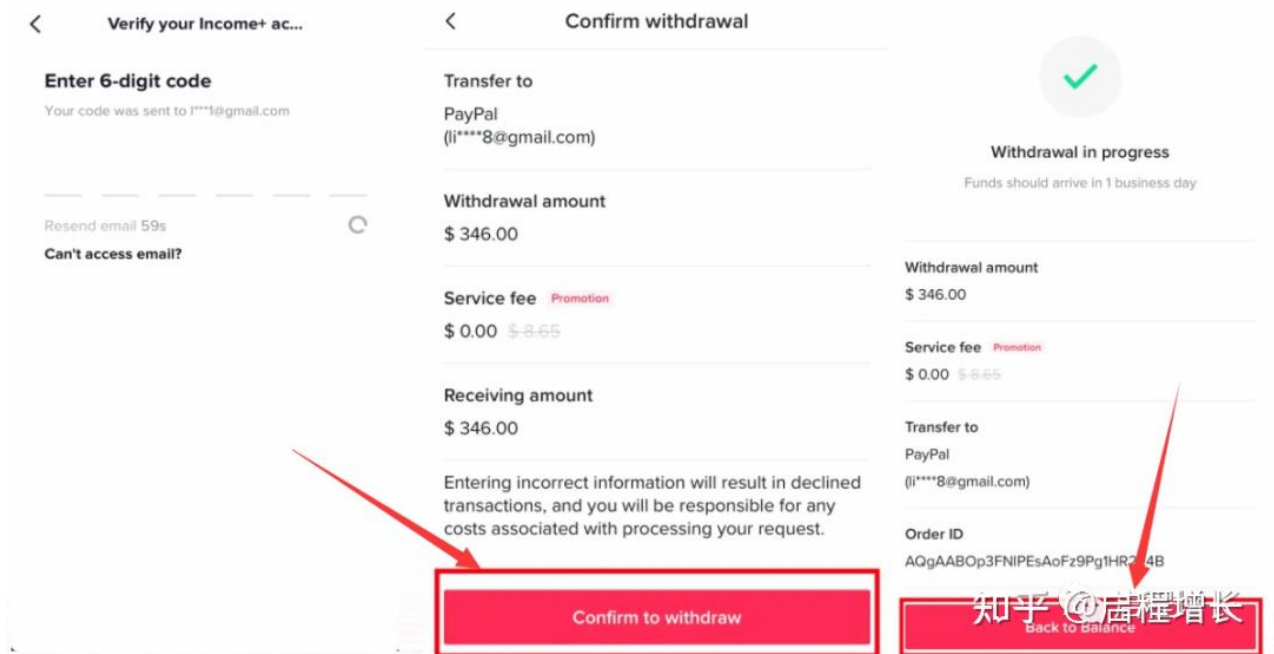 Verify your Income+ ac...
Enter 6-digit code
Your code was sent to l***1@gmail.com
Resend email 59s
Can't access email?
Confirm withdrawal
Transfer to
PayPal
(li****8@gmail.com)
Withdrawal amount
$ 346.00
Service fee Promotion
$ 0.00 $ 8.65
Receiving amount
$ 346.00
Entering incorrect information will result in declined
transactions, and you will be responsible for any
costs associated with processing your request.
Confirm to withdraw
Withdrawal in progress
Funds should arrive in 1 business day
Withdrawal amount
$ 346.00
Service fee Promotion
$ 0.00 $ 8.65
Transfer to
PayPal
(li****8@gmail.com)
Order ID
知乎 @启程增长
Back to Balance